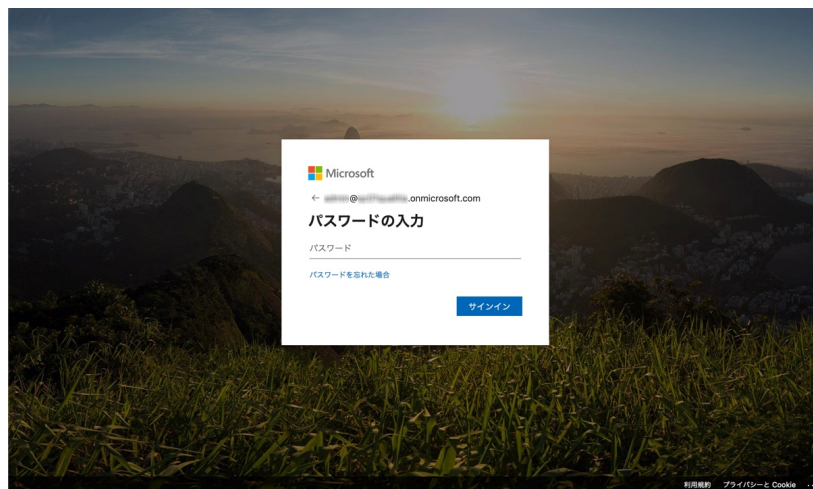 Microsoft
← @ .onmicrosoft.com
パスワードの入力
パスワード
パスワードを忘れた場合
サインイン
利用規約 プライバシーと Cookie ...